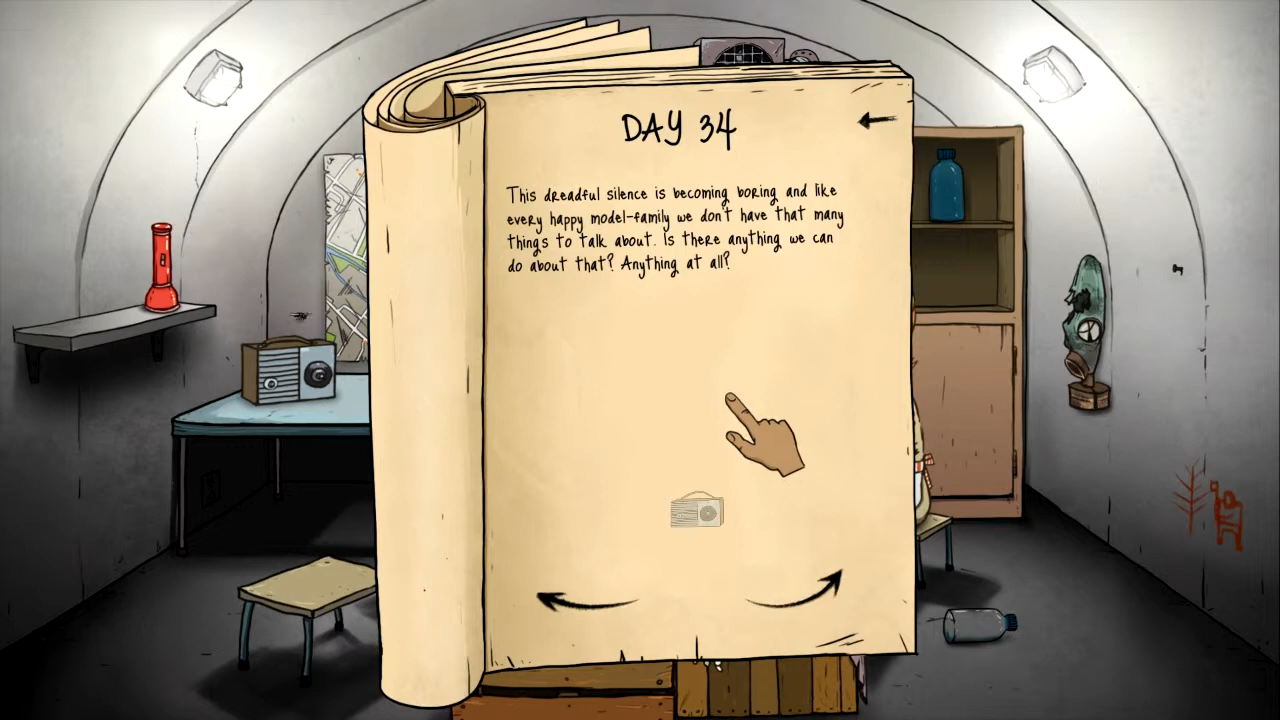 DAY 34
This dreadful silence is becoming boring and like
every happy model-family we don't have that many
things to talk about. Is there anything we can
do about that? Anything at all?